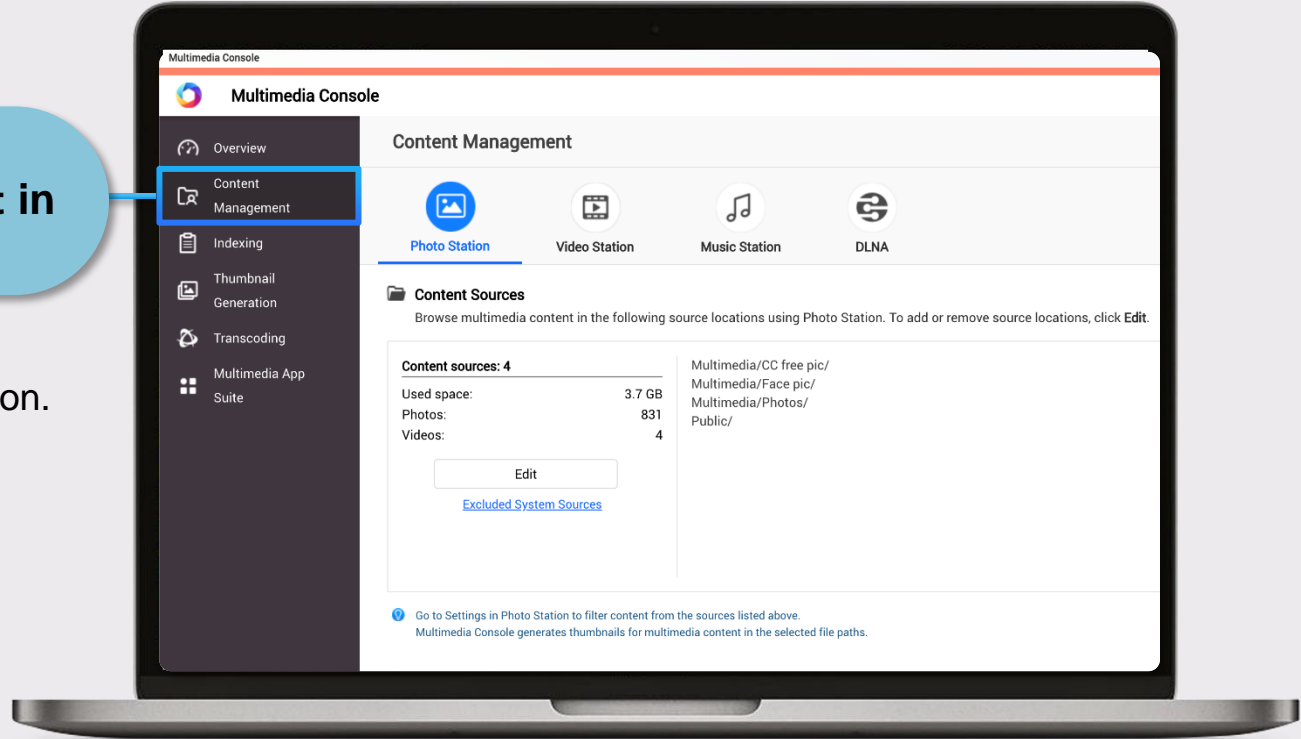 Multimedia Console
Multimedia Console
Overview
Content
Management
Indexing
Thumbnail
Generation
Transcoding
Multimedia App
Suite
in
on.
Content Management
Photo Station
Video Station
Music Station
DLNA
Content Sources
Browse multimedia content in the following source locations using Photo Station. To add or remove source locations, click Edit.
Content sources: 4
Used space: 3.7 GB
Photos: 831
Videos: 4
Edit
Excluded System Sources
Multimedia/CC free pic/
Multimedia/Face pic/
Multimedia/Photos/
Public/
Go to Settings in Photo Station to filter content from the sources listed above.
Multimedia Console generates thumbnails for multimedia content in the selected file paths.